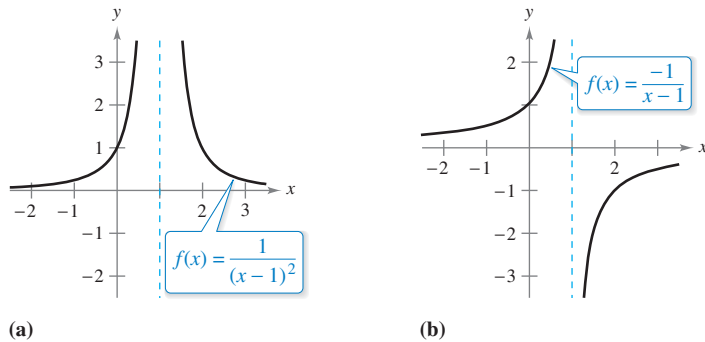 y
3
2
1
−2 −1 2 3 x
−1
−2
f(x) = 1/(x − 1)²
(a)
y
2
f(x) = −1/(x − 1)
−2 −1 2 x
−1
−2
−3
(b)